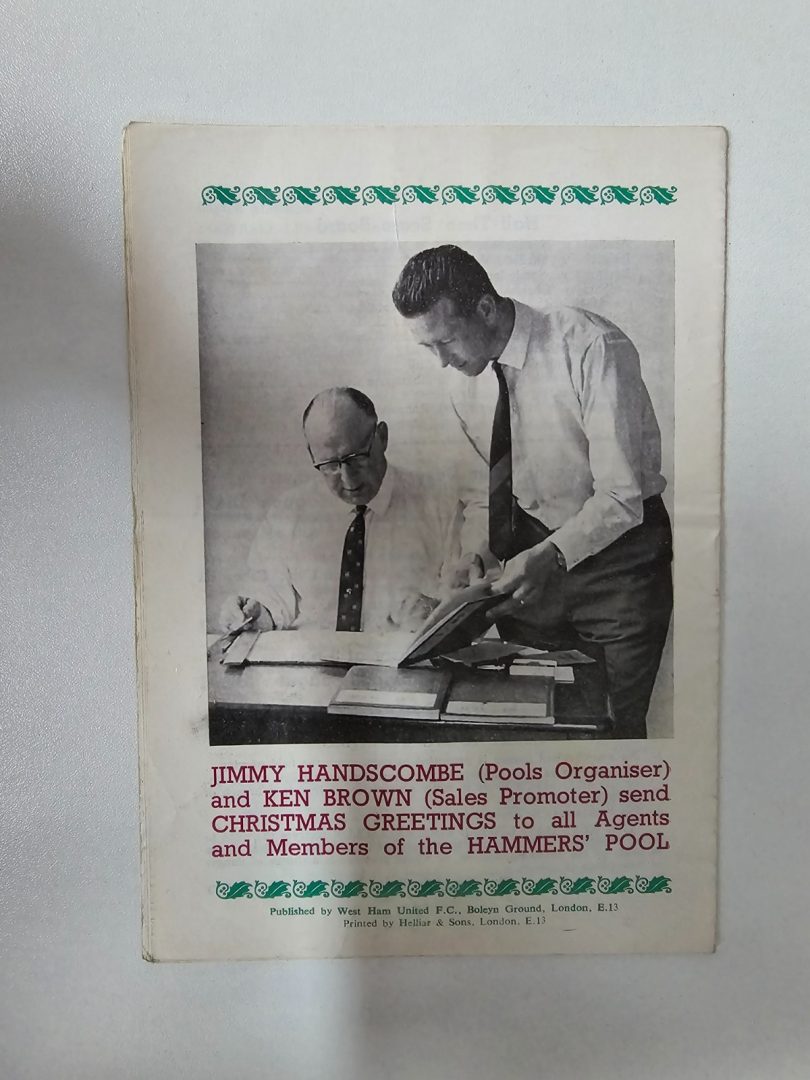 JIMMY HANDSCOMBE (Pools Organiser)
and KEN BROWN (Sales Promoter) send
CHRISTMAS GREETINGS to all Agents
and Members of the HAMMERS' POOL
Published by West Ham United F.C., Boleyn Ground, London, E.13
Printed by Helliar & Sons, London, E.13